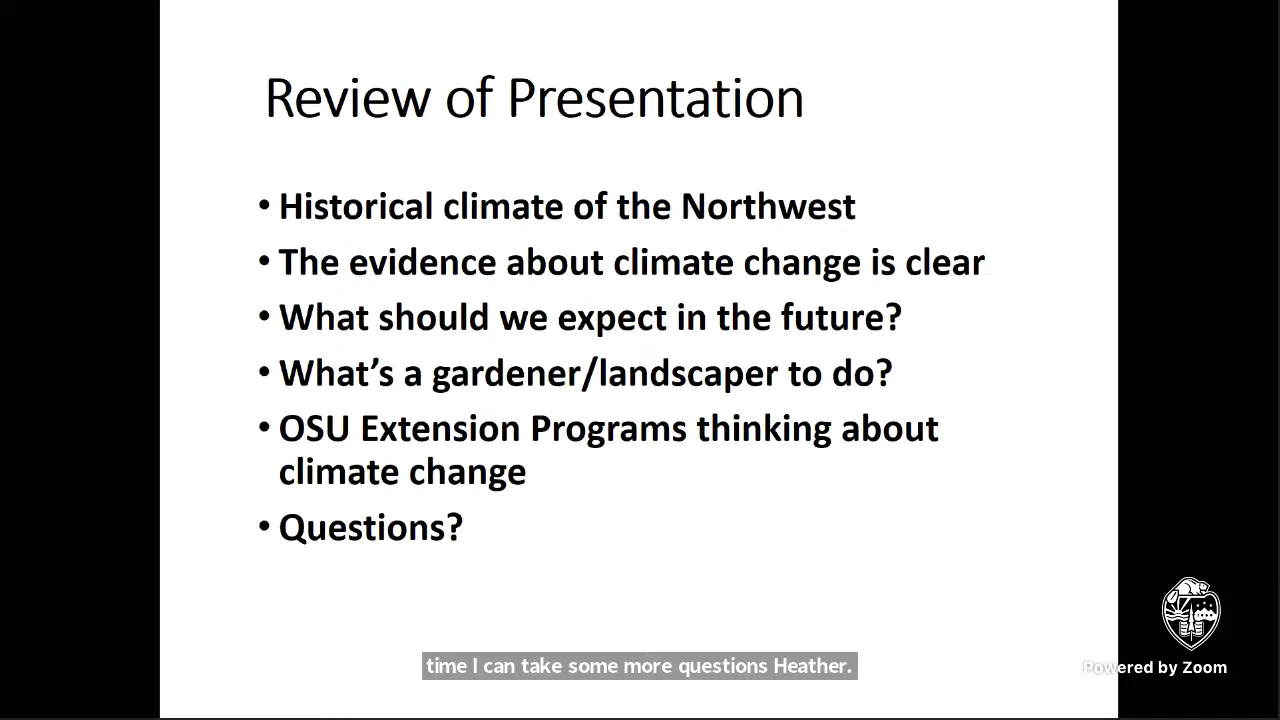 Review of Presentation
• Historical climate of the Northwest
• The evidence about climate change is clear
• What should we expect in the future?
• What’s a gardener/landscaper to do?
• OSU Extension Programs thinking about
climate change
• Questions?
time I can take some more questions Heather.
Powered by Zoom